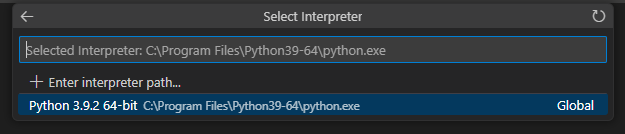 Select Interpreter
Selected Interpreter: C:\Program Files\Python39-64\python.exe
Enter interpreter path...
Python 3.9.2 64-bit C:\Program Files\Python39-64\python.exe Global